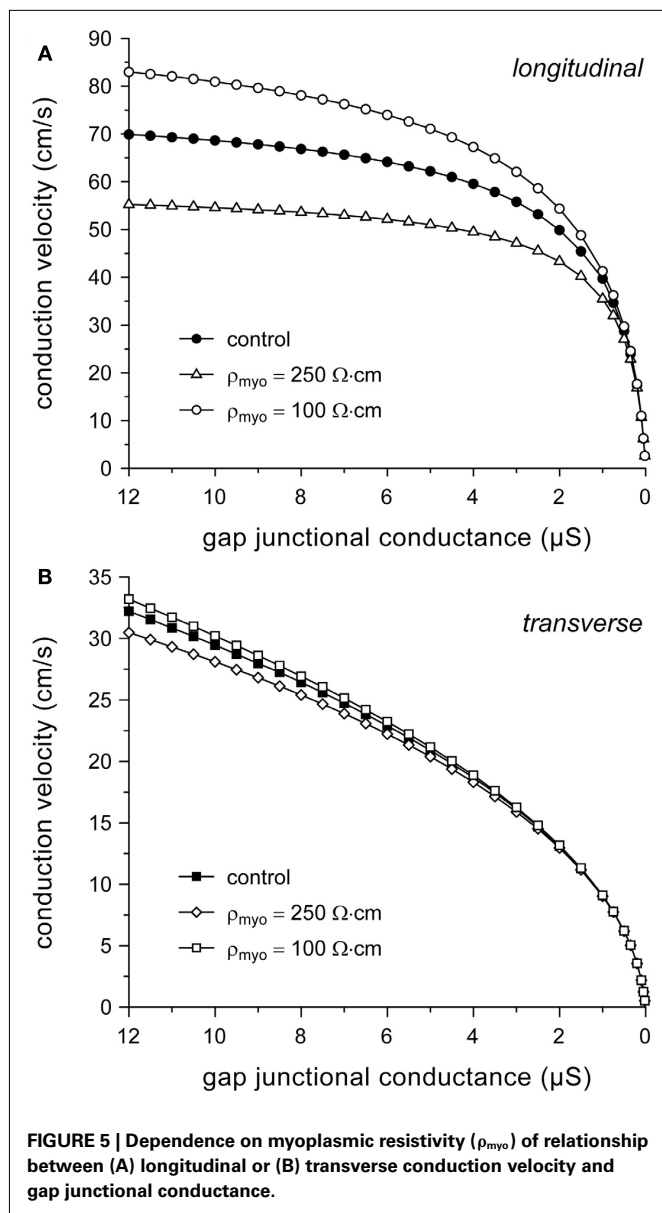 A
longitudinal
90
80
70
60
50
40
30
20
10
0
conduction velocity (cm/s)
control
ρmyo = 250 Ω·cm
ρmyo = 100 Ω·cm
12 10 8 6 4 2 0
gap junctional conductance (µS)
B
transverse
35
30
25
20
15
10
5
0
conduction velocity (cm/s)
control
ρmyo = 250 Ω·cm
ρmyo = 100 Ω·cm
12 10 8 6 4 2 0
gap junctional conductance (µS)
FIGURE 5 | Dependence on myoplasmic resistivity (ρmyo) of relationship
between (A) longitudinal or (B) transverse conduction velocity and
gap junctional conductance.